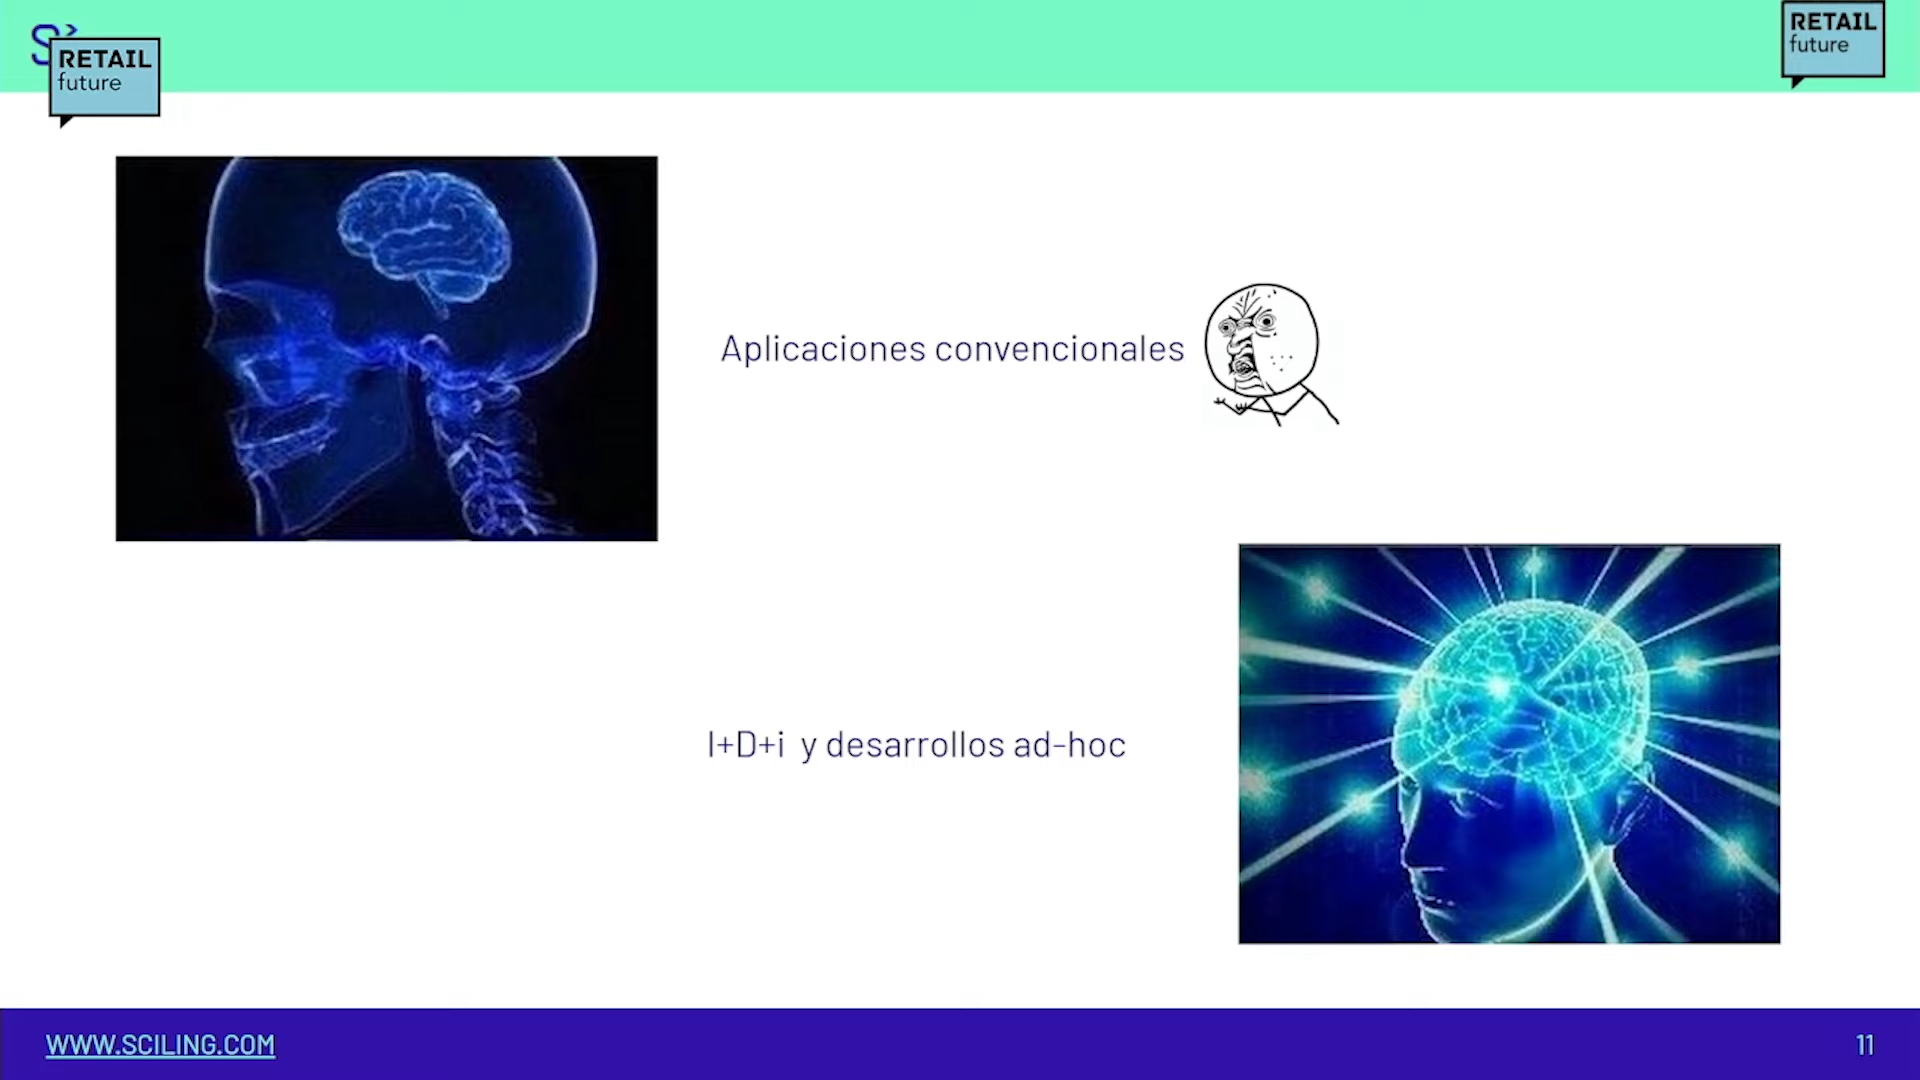 RETAIL
future
RETAIL
future
Aplicaciones convencionales
I+D+i y desarrollos ad-hoc
WWW.SCILING.COM
11